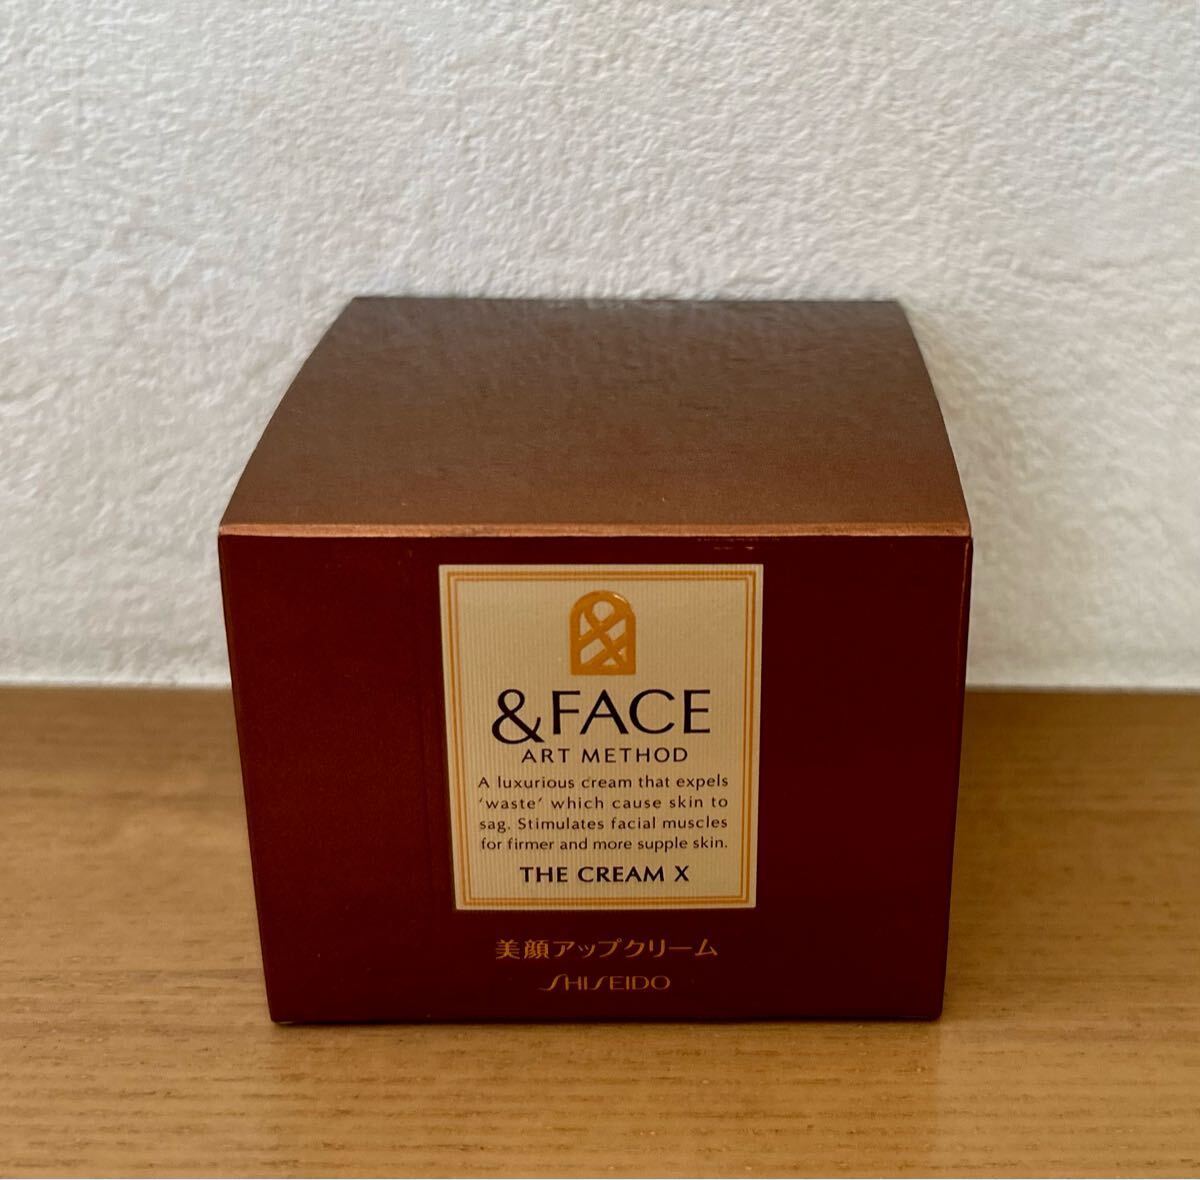 &FACE
ART METHOD
A luxurious cream that expels
‘waste’ which cause skin to
sag. Stimulates facial muscles
for firmer and more supple skin.
THE CREAM X
美顔アップクリーム
SHISEIDO